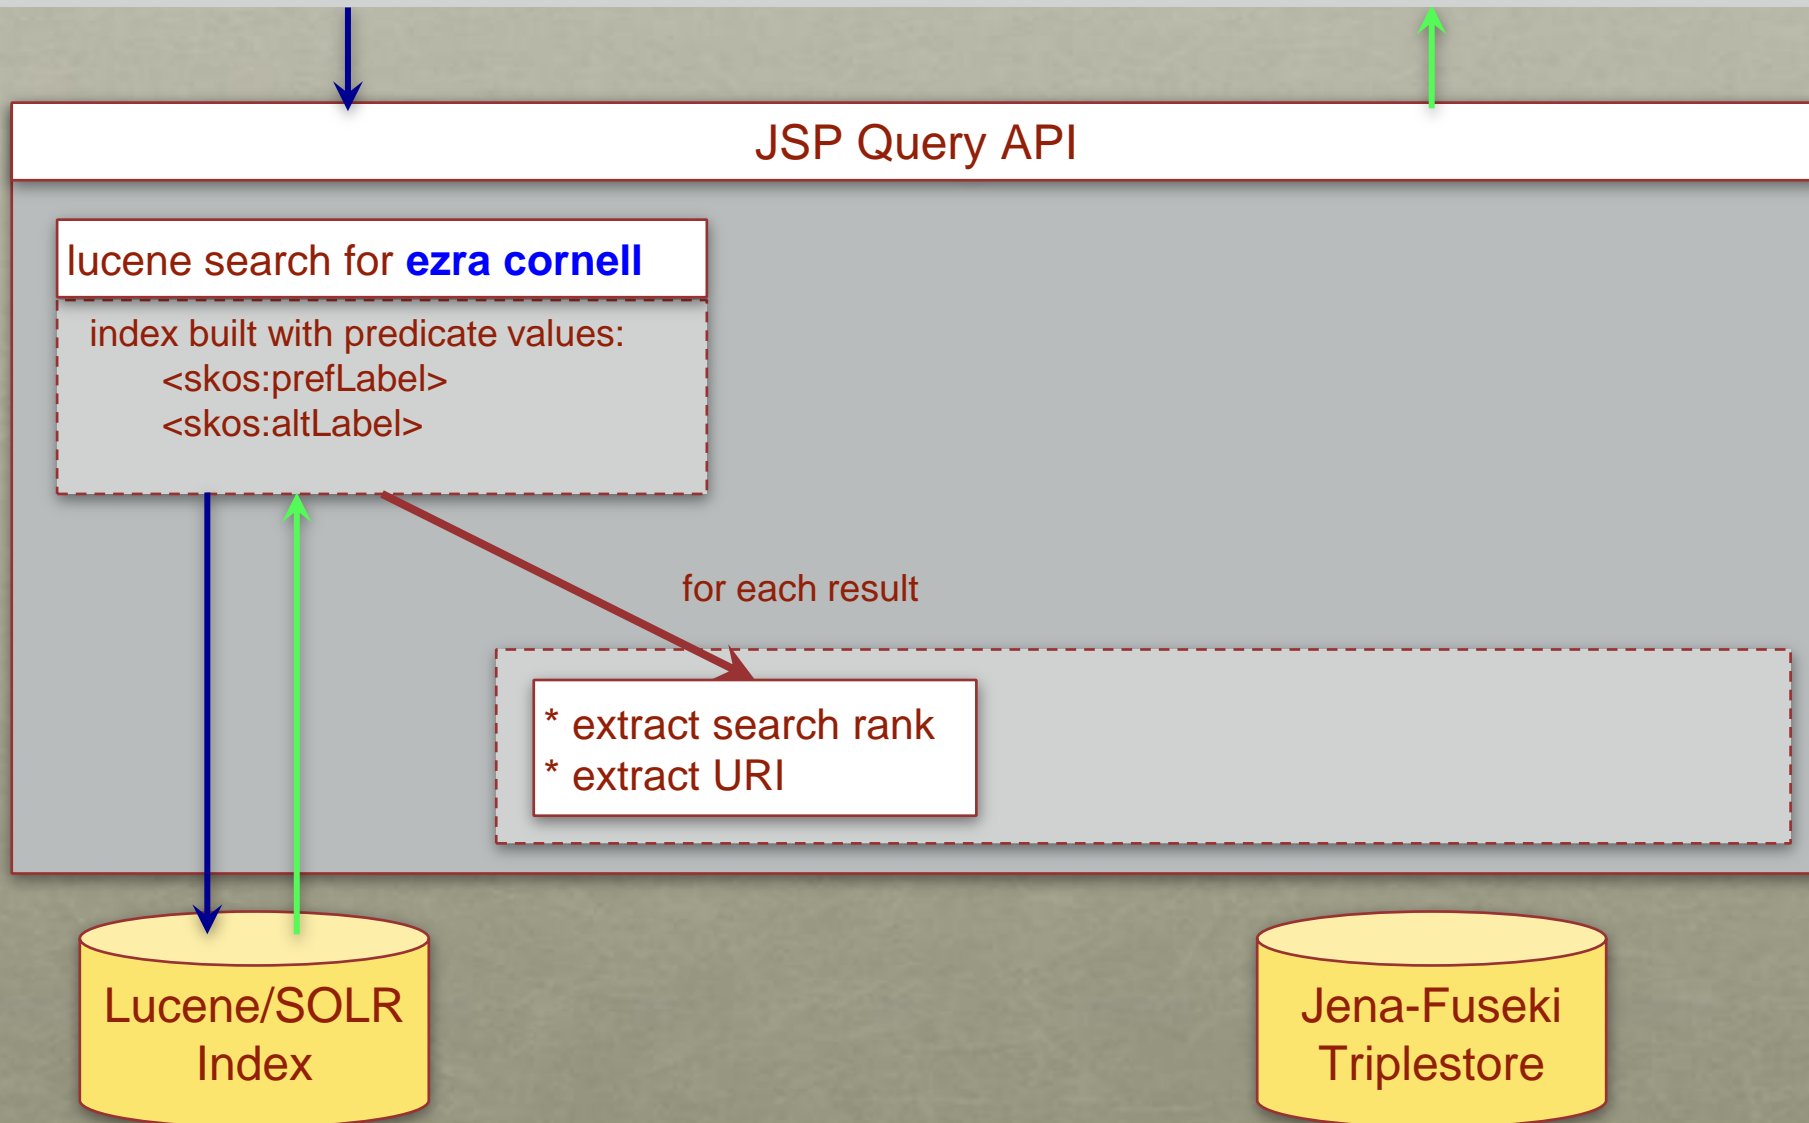 JSP Query API
lucene search for ezra cornell
index built with predicate values:
<skos:prefLabel>
<skos:altLabel>
for each result
* extract search rank
* extract URI
Lucene/SOLR
Index
Jena-Fuseki
Triplestore